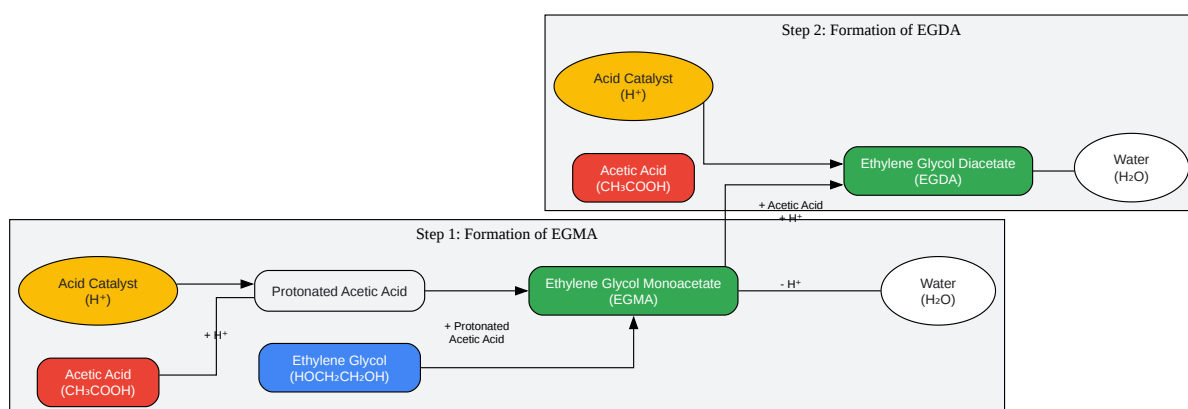 Step 2: Formation of EGDA
Acid Catalyst
(H⁺)
Acetic Acid
(CH₃COOH)
Ethylene Glycol Diacetate
(EGDA)
Water
(H₂O)
+ Acetic Acid
+ H⁺
Step 1: Formation of EGMA
Acid Catalyst
(H⁺)
Protonated Acetic Acid
Ethylene Glycol Monoacetate
(EGMA)
- H⁺
Water
(H₂O)
+ H⁺
+ Protonated
Acetic Acid
Acetic Acid
(CH₃COOH)
Ethylene Glycol
(HOCH₂CH₂OH)